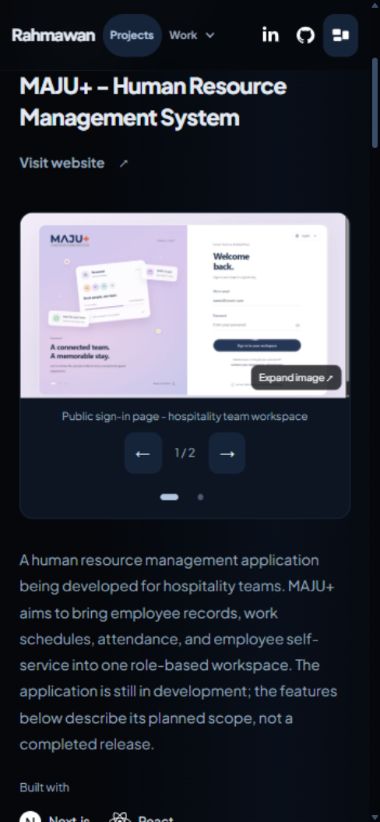 Rahmawan
Projects
Work
MAJU+ – Human Resource
Management System
Visit website ↗
MAJU+
Welcome
back.
A connected team.
A memorable stay.
Sign in to your workspace
Expand image ↗
Public sign-in page - hospitality team workspace
← 1 / 2 →
A human resource management application
being developed for hospitality teams. MAJU+
aims to bring employee records, work
schedules, attendance, and employee self-
service into one role-based workspace. The
application is still in development; the features
below describe its planned scope, not a
completed release.
Built with
Next.js
React